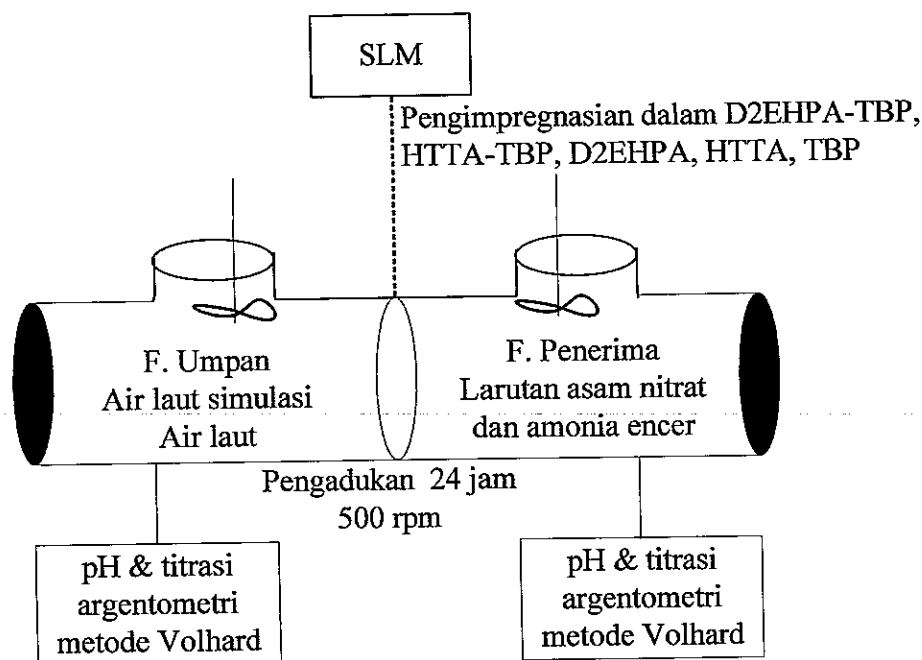 SLM
Pengimpregnasian dalam D2EHPA-TBP,
HTTA-TBP, D2EHPA, HTTA, TBP
F. Umpan
Air laut simulasi
Air laut
F. Penerima
Larutan asam nitrat
dan amonia encer
Pengadukan 24 jam
500 rpm
pH & titrasi
argentometri
metode Volhard
pH & titrasi
argentometri
metode Volhard